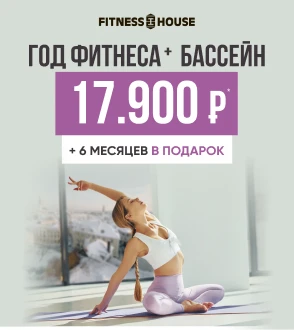 FITNESS HOUSE
ГОД ФИТНЕСА + БАССЕЙН
17.900 ₽*
+ 6 МЕСЯЦЕВ В ПОДАРОК